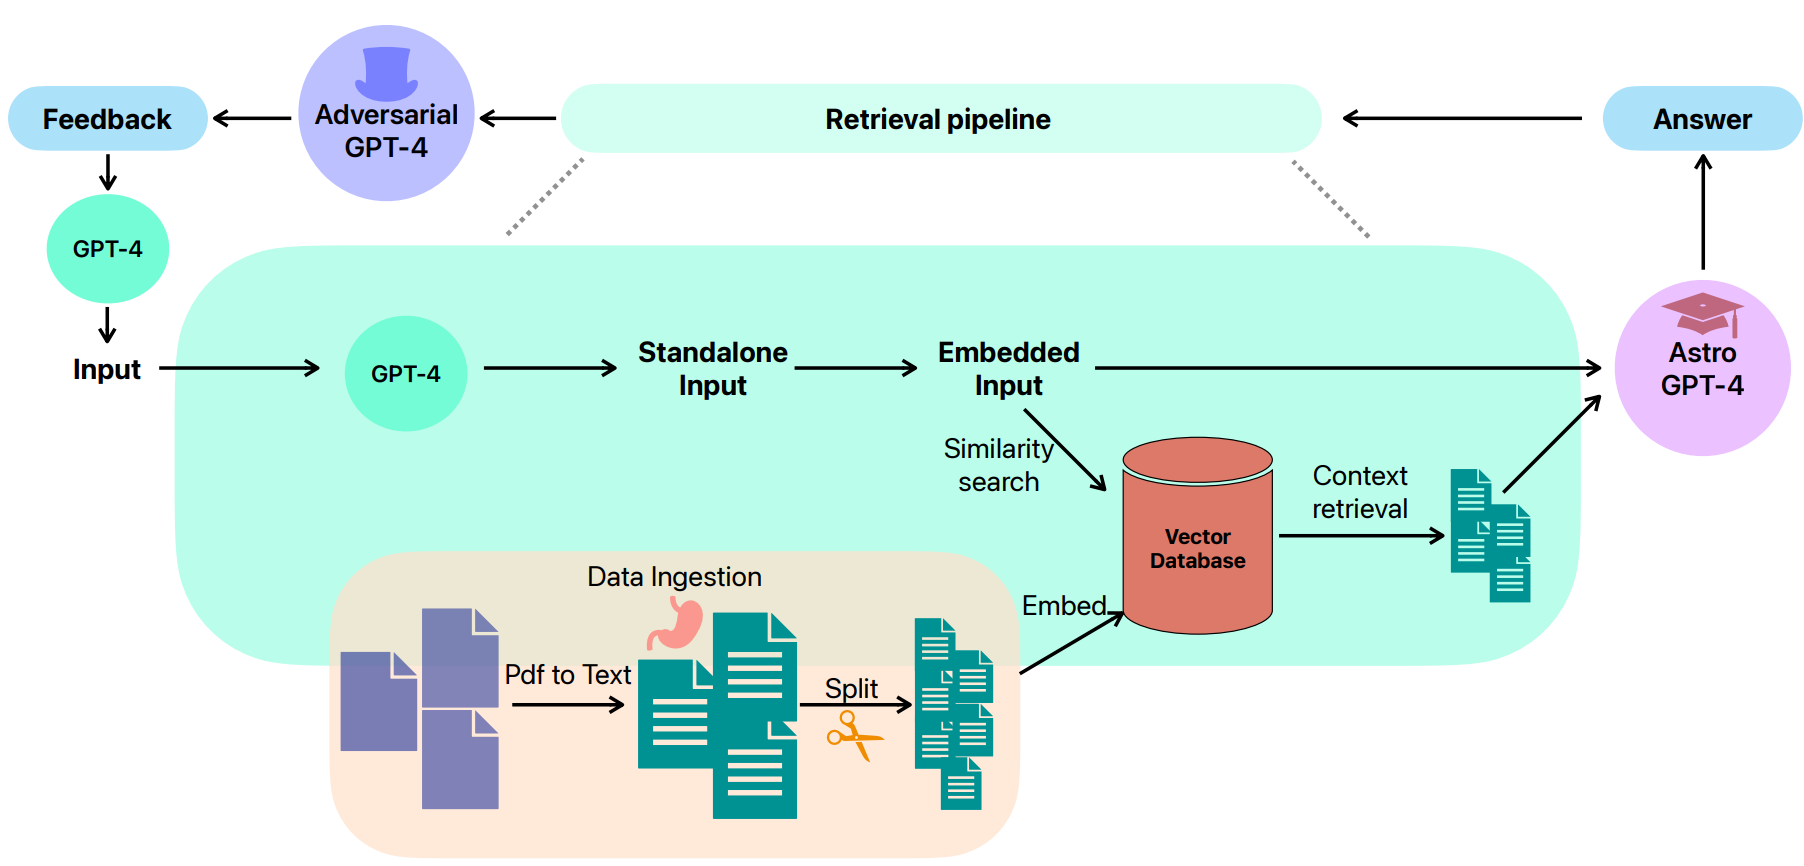 Feedback
Adversarial
GPT-4
Retrieval pipeline
Answer
GPT-4
Input
GPT-4
Standalone
Input
Embedded
Input
Astro
GPT-4
Similarity
search
Vector
Database
Context
retrieval
Data Ingestion
Embed
Pdf to Text
Split